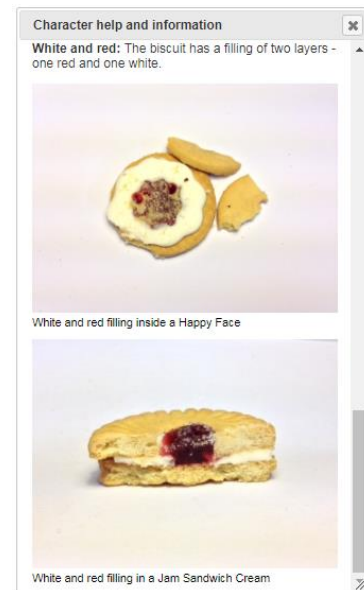 Character help and information
White and red: The biscuit has a filling of two layers -
one red and one white.
White and red filling inside a Happy Face
White and red filling in a Jam Sandwich Cream